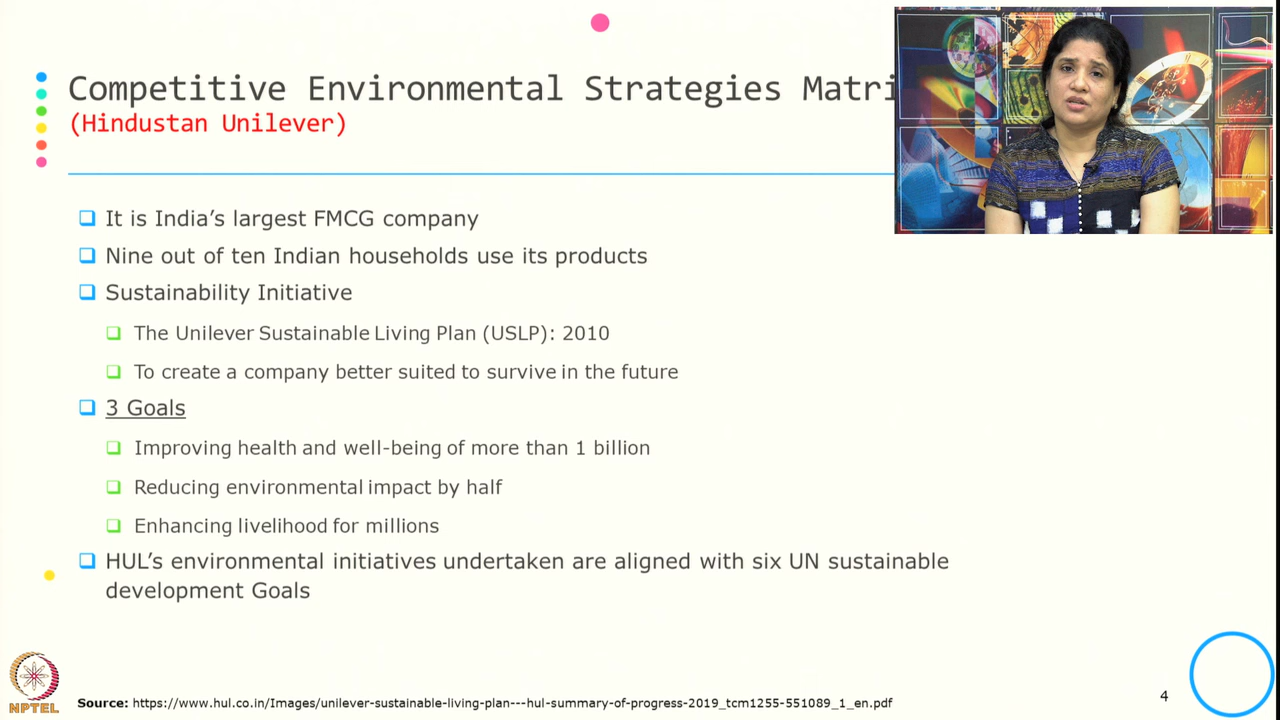 Competitive Environmental Strategies Matri
(Hindustan Unilever)
It is India’s largest FMCG company
Nine out of ten Indian households use its products
Sustainability Initiative
The Unilever Sustainable Living Plan (USLP): 2010
To create a company better suited to survive in the future
3 Goals
Improving health and well-being of more than 1 billion
Reducing environmental impact by half
Enhancing livelihood for millions
HUL’s environmental initiatives undertaken are aligned with six UN sustainable
development Goals
NPTEL
Source: https://www.hul.co.in/Images/unilever-sustainable-living-plan---hul-summary-of-progress-2019_tcm1255-551089_1_en.pdf
4